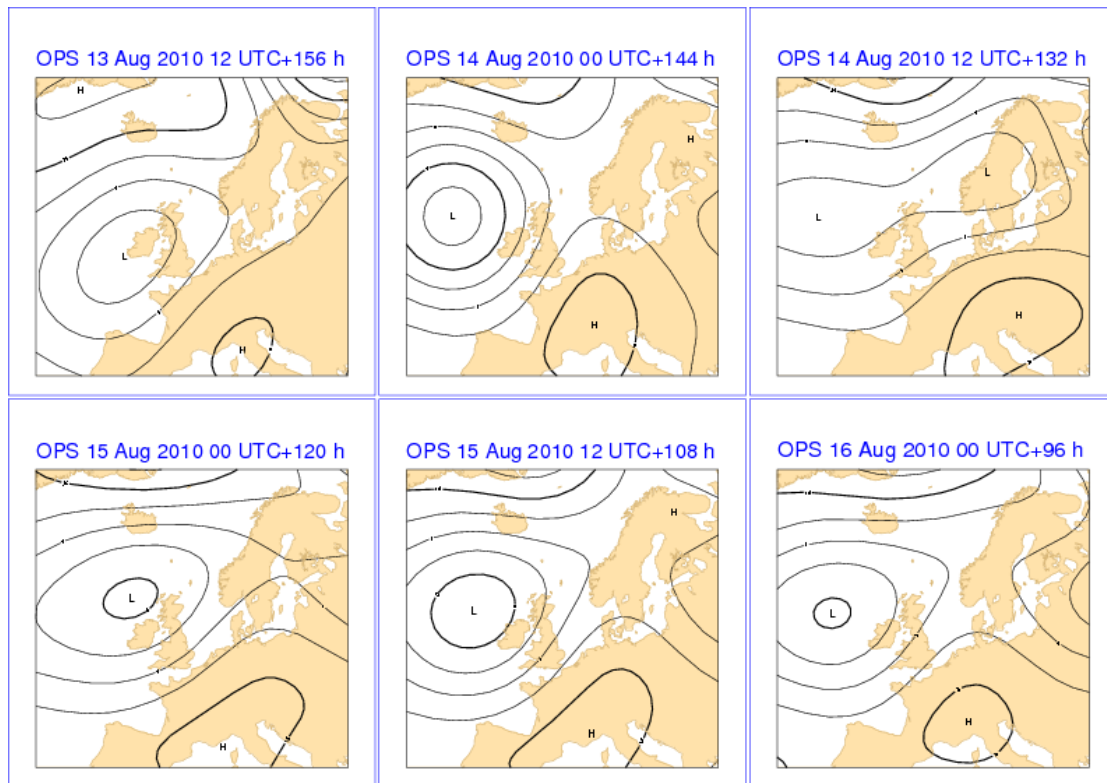 OPS 13 Aug 2010 12 UTC+156 h
OPS 14 Aug 2010 00 UTC+144 h
OPS 14 Aug 2010 12 UTC+132 h
H
L
H
H
L
H
L
L
H
OPS 15 Aug 2010 00 UTC+120 h
OPS 15 Aug 2010 12 UTC+108 h
OPS 16 Aug 2010 00 UTC+96 h
L
H
H
L
H
L
H